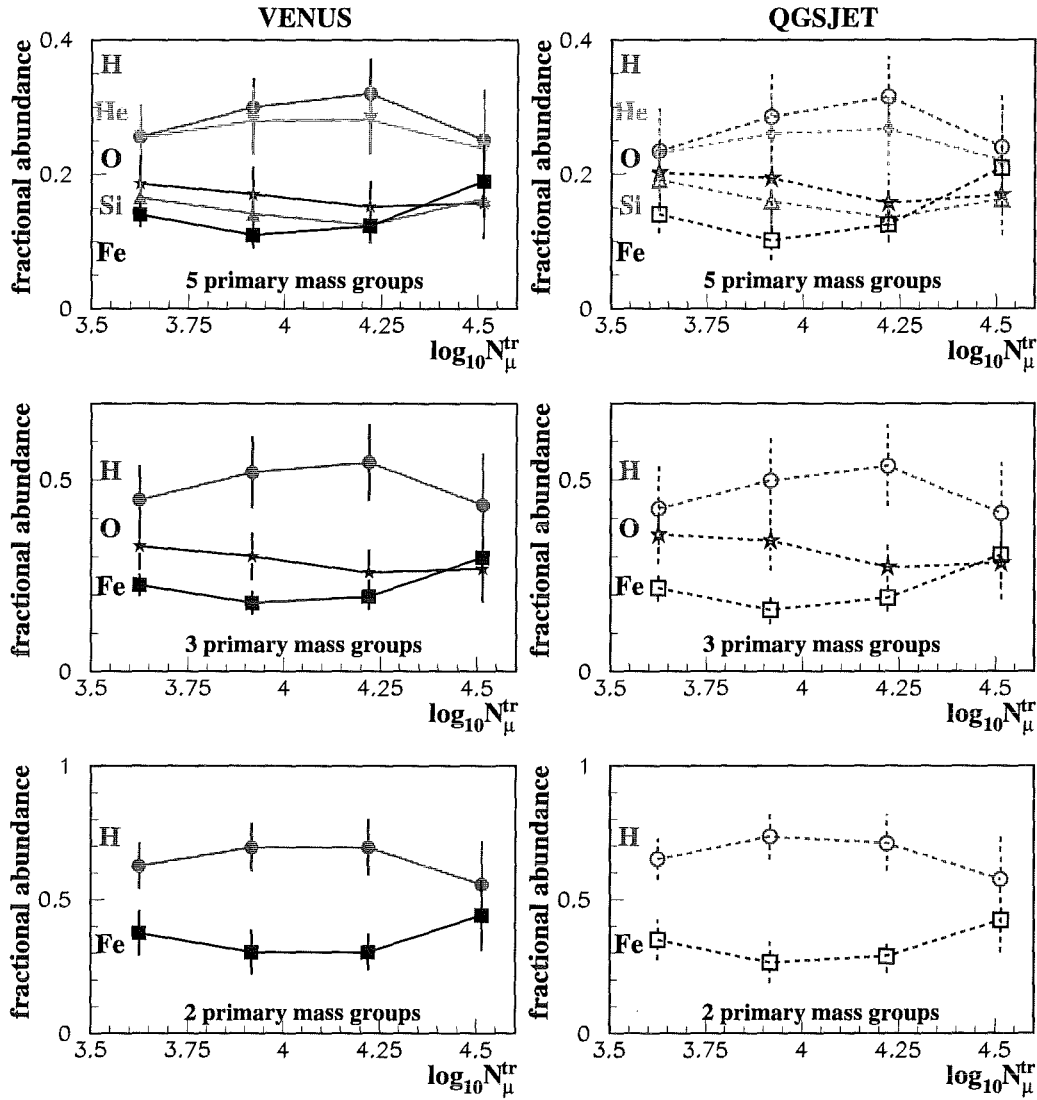 VENUS
QGSJET
fractional abundance
0.4
0.2
0
H
He
O
Si
Fe
5 primary mass groups
3.5 3.75 4 4.25 4.5
log10Nμtr
fractional abundance
0.4
0.2
0
H
He
O
Si
Fe
5 primary mass groups
3.5 3.75 4 4.25 4.5
log10Nμtr
fractional abundance
0.5
0
H
O
Fe
3 primary mass groups
3.5 3.75 4 4.25 4.5
log10Nμtr
fractional abundance
0.5
0
H
O
Fe
3 primary mass groups
3.5 3.75 4 4.25 4.5
log10Nμtr
fractional abundance
1
0.5
0
H
Fe
2 primary mass groups
3.5 3.75 4 4.25 4.5
log10Nμtr
fractional abundance
1
0.5
0
H
Fe
2 primary mass groups
3.5 3.75 4 4.25 4.5
log10Nμtr